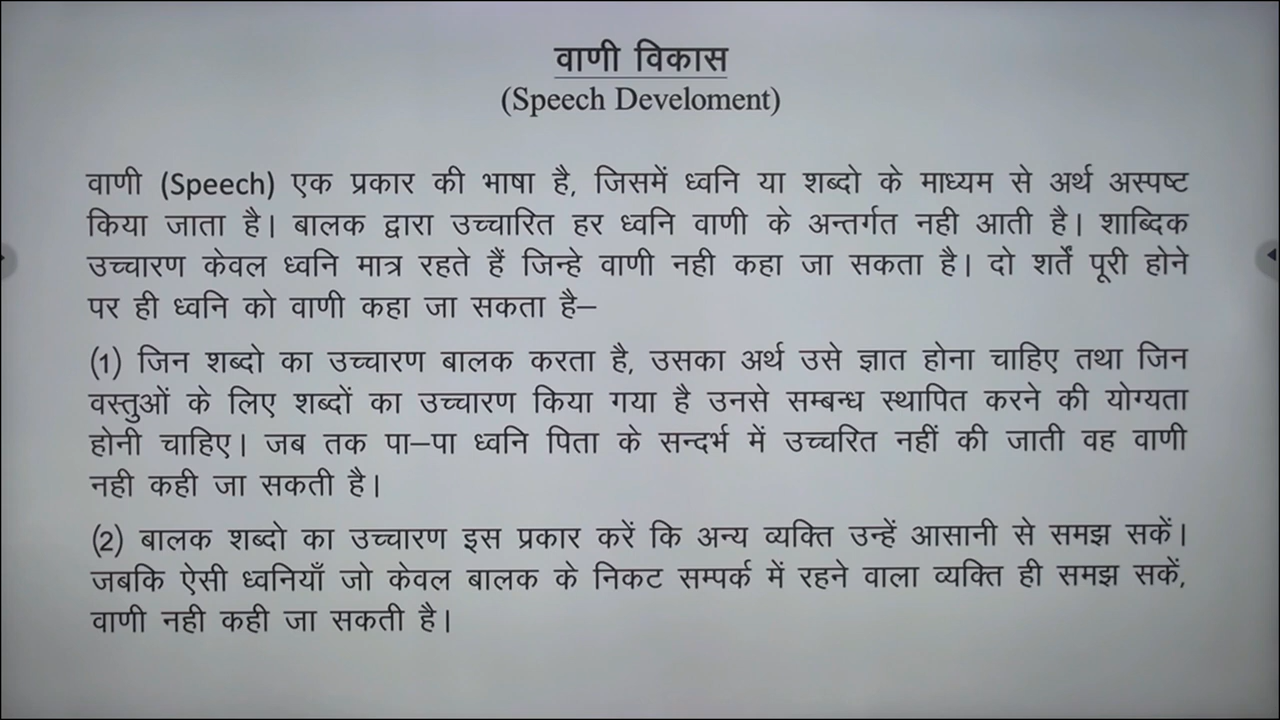 वाणी विकास
(Speech Develoment)
वाणी (Speech) एक प्रकार की भाषा है, जिसमें ध्वनि या शब्दो के माध्यम से अर्थ अस्पष्ट
किया जाता है। बालक द्वारा उच्चारित हर ध्वनि वाणी के अन्तर्गत नही आती है। शाब्दिक
उच्चारण केवल ध्वनि मात्र रहते हैं जिन्हे वाणी नही कहा जा सकता है। दो शर्तें पूरी होने
पर ही ध्वनि को वाणी कहा जा सकता है–
(1) जिन शब्दो का उच्चारण बालक करता है, उसका अर्थ उसे ज्ञात होना चाहिए तथा जिन
वस्तुओं के लिए शब्दों का उच्चारण किया गया है उनसे सम्बन्ध स्थापित करने की योग्यता
होनी चाहिए। जब तक पा–पा ध्वनि पिता के सन्दर्भ में उच्चरित नहीं की जाती वह वाणी
नही कही जा सकती है।
(2) बालक शब्दो का उच्चारण इस प्रकार करें कि अन्य व्यक्ति उन्हें आसानी से समझ सकें।
जबकि ऐसी ध्वनियाँ जो केवल बालक के निकट सम्पर्क में रहने वाला व्यक्ति ही समझ सकें,
वाणी नही कही जा सकती है।